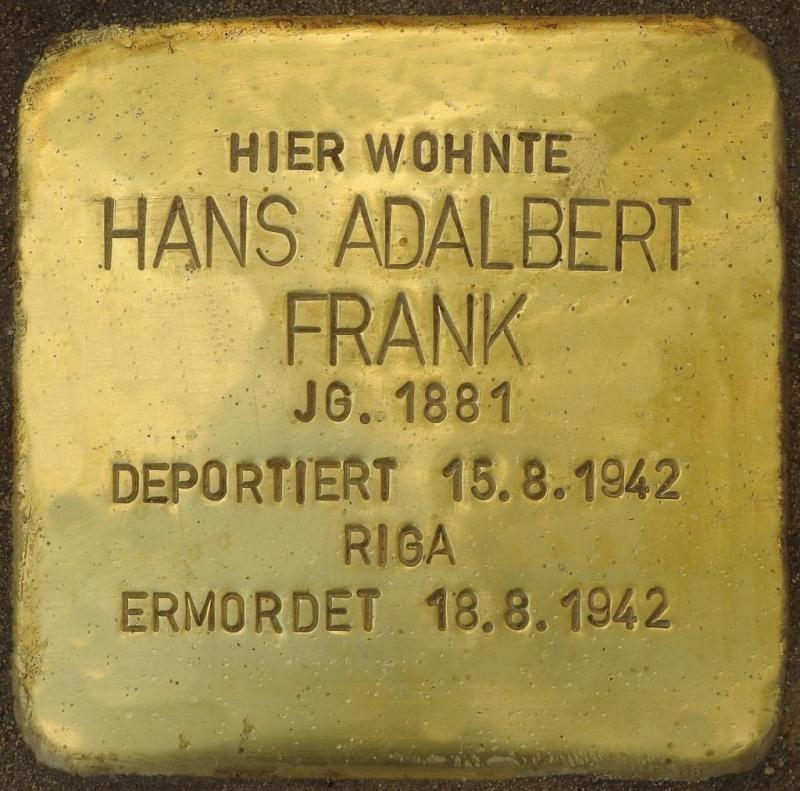 HIER WOHNTE
HANS ADALBERT
FRANK
JG. 1881
DEPORTIERT 15.8.1942
RIGA
ERMORDET 18.8.1942